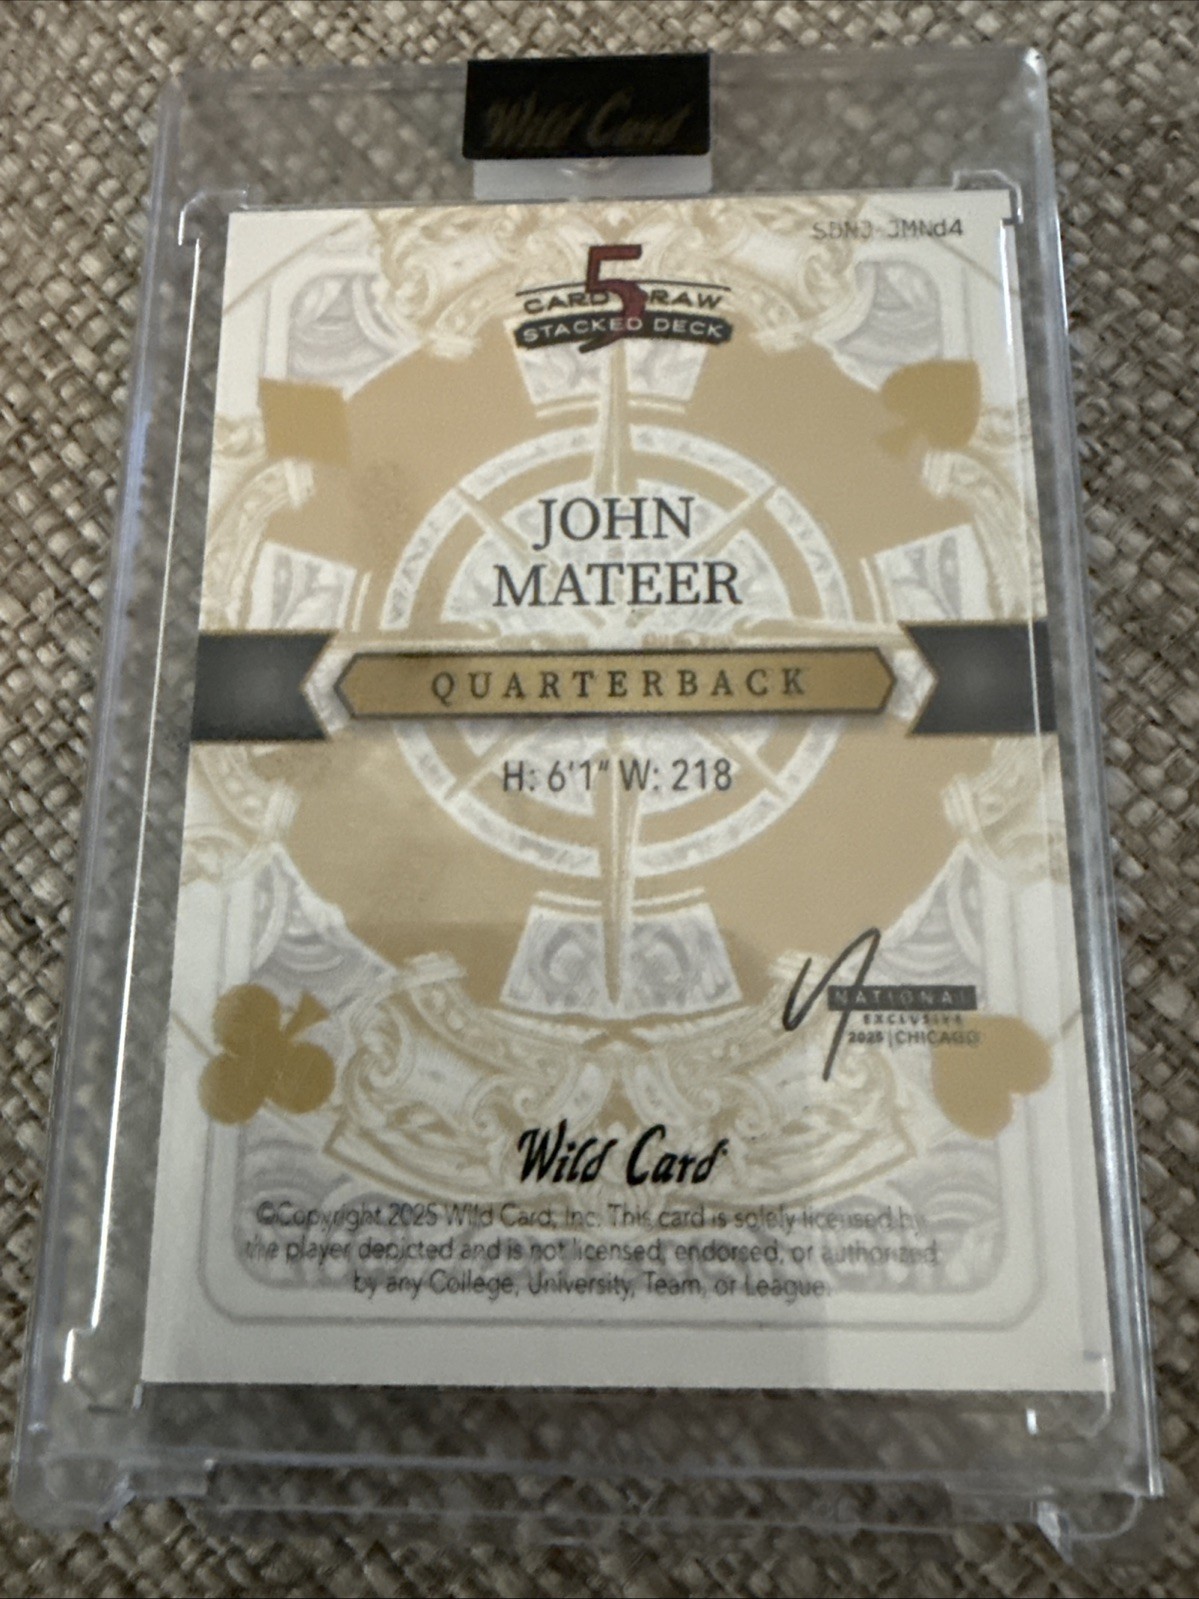 Wild Card
SBNJ-JMNd4
5
CARD DRAW
STACKED DECK
JOHN
MATEER
QUARTERBACK
H: 6'1" W: 218
NATIONAL
EXCLUSIVE
2025 | CHICAGO
Wild Card
©Copyright 2025 Wild Card, Inc. This card is solely licensed by
the player depicted and is not licensed, endorsed, or authorized
by any College, University, Team, or League.